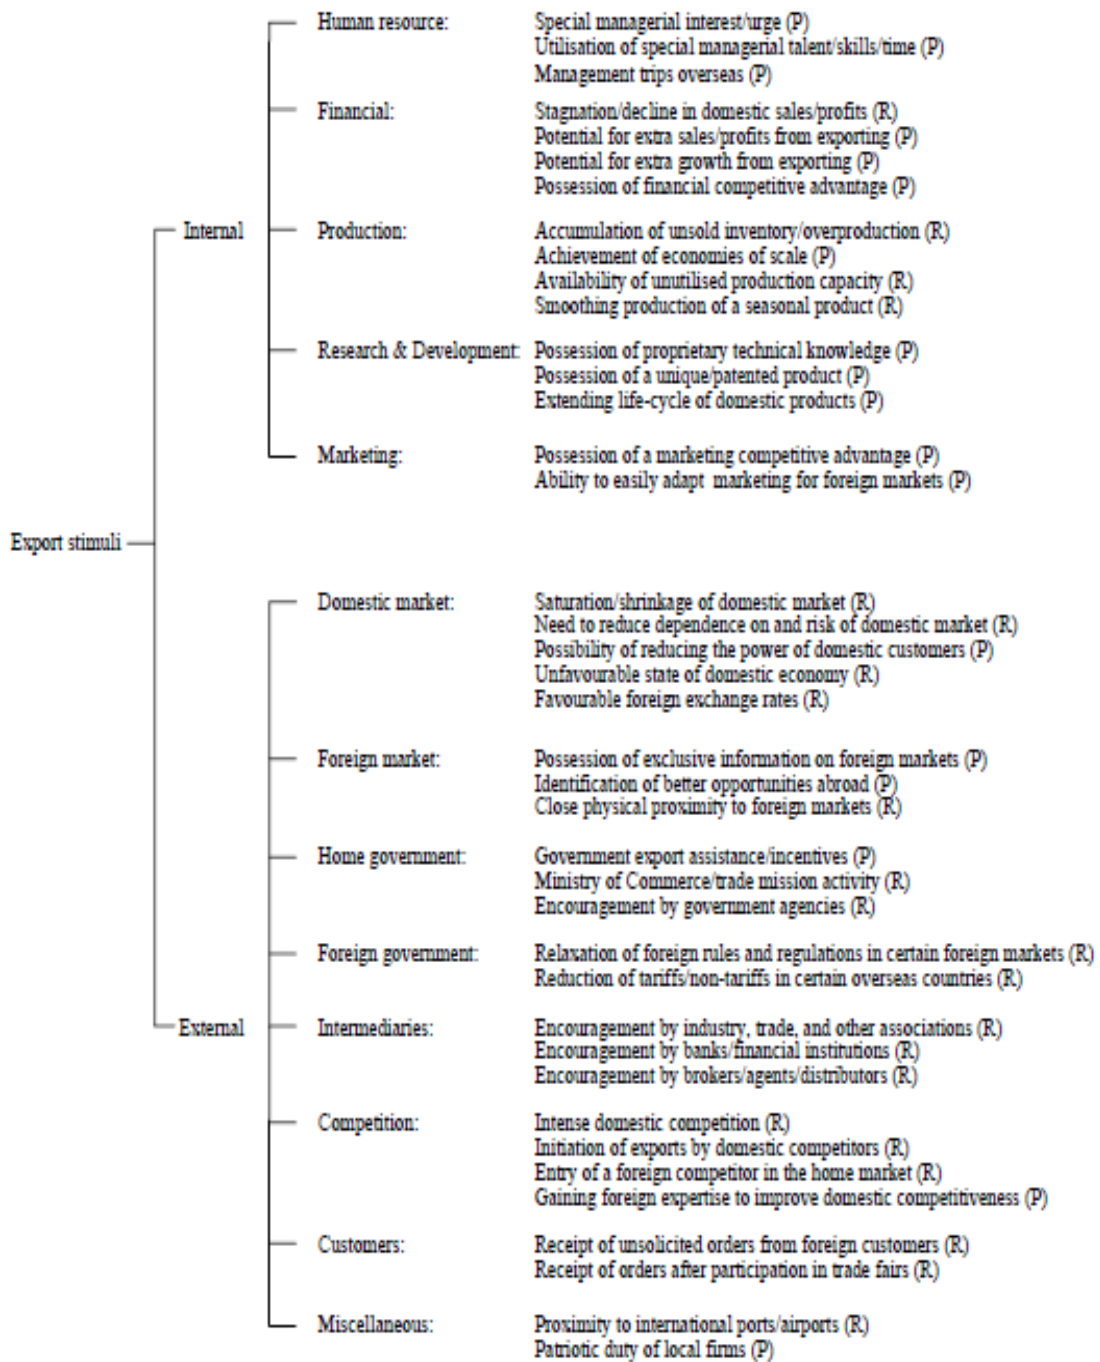 Human resource: Special managerial interest/urge (P)
Utilisation of special managerial talent/skills/time (P)
Management trips overseas (P)
Financial: Stagnation/decline in domestic sales/profits (R)
Potential for extra sales/profits from exporting (P)
Potential for extra growth from exporting (P)
Possession of financial competitive advantage (P)
Internal Production: Accumulation of unsold inventory/overproduction (R)
Achievement of economies of scale (P)
Availability of unutilised production capacity (R)
Smoothing production of a seasonal product (R)
Research & Development: Possession of proprietary technical knowledge (P)
Possession of a unique/patented product (P)
Extending life-cycle of domestic products (P)
Marketing: Possession of a marketing competitive advantage (P)
Ability to easily adapt marketing for foreign markets (P)
Export stimuli
Domestic market: Saturation/shrinkage of domestic market (R)
Need to reduce dependence on and risk of domestic market (R)
Possibility of reducing the power of domestic customers (P)
Unfavourable state of domestic economy (R)
Favourable foreign exchange rates (R)
Foreign market: Possession of exclusive information on foreign markets (P)
Identification of better opportunities abroad (P)
Close physical proximity to foreign markets (R)
Home government: Government export assistance/incentives (P)
Ministry of Commerce/trade mission activity (R)
Encouragement by government agencies (R)
Foreign government: Relaxation of foreign rules and regulations in certain foreign markets (R)
Reduction of tariffs/non-tariffs in certain overseas countries (R)
External Intermediaries: Encouragement by industry, trade, and other associations (R)
Encouragement by banks/financial institutions (R)
Encouragement by brokers/agents/distributors (R)
Competition: Intense domestic competition (R)
Initiation of exports by domestic competitors (R)
Entry of a foreign competitor in the home market (R)
Gaining foreign expertise to improve domestic competitiveness (P)
Customers: Receipt of unsolicited orders from foreign customers (R)
Receipt of orders after participation in trade fairs (R)
Miscellaneous: Proximity to international ports/airports (R)
Patriotic duty of local firms (P)